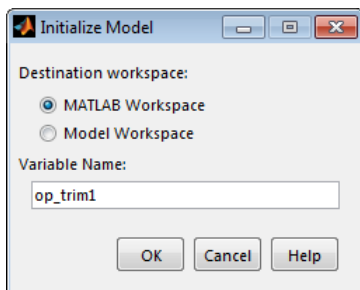 Initialize Model
Destination workspace:
MATLAB Workspace
Model Workspace
Variable Name:
op_trim1
OK Cancel Help